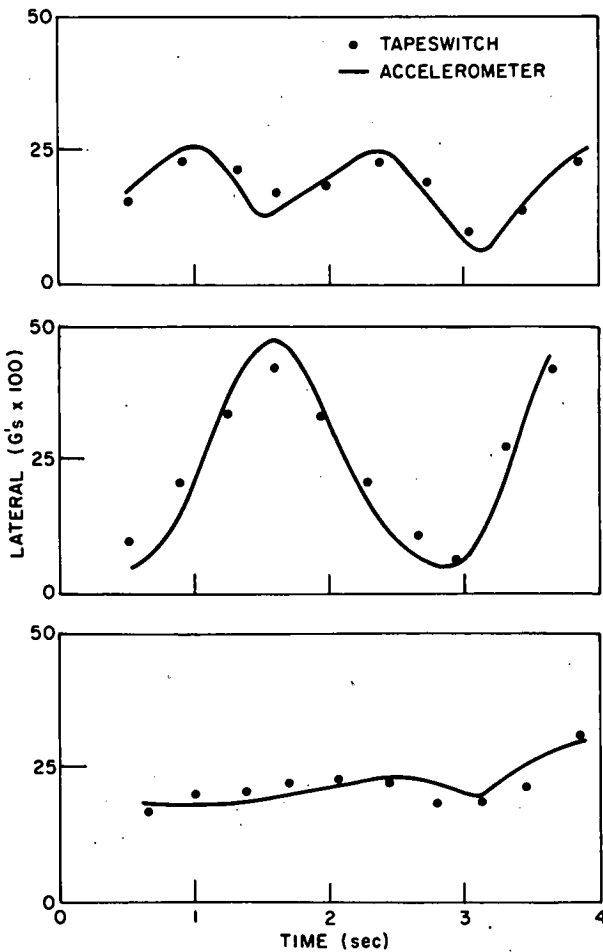 50
TAPESWITCH
ACCELEROMETER
25
0
50
25
0
LATERAL (G's x 100)
50
25
0
0 1 2 3 4
TIME (sec)